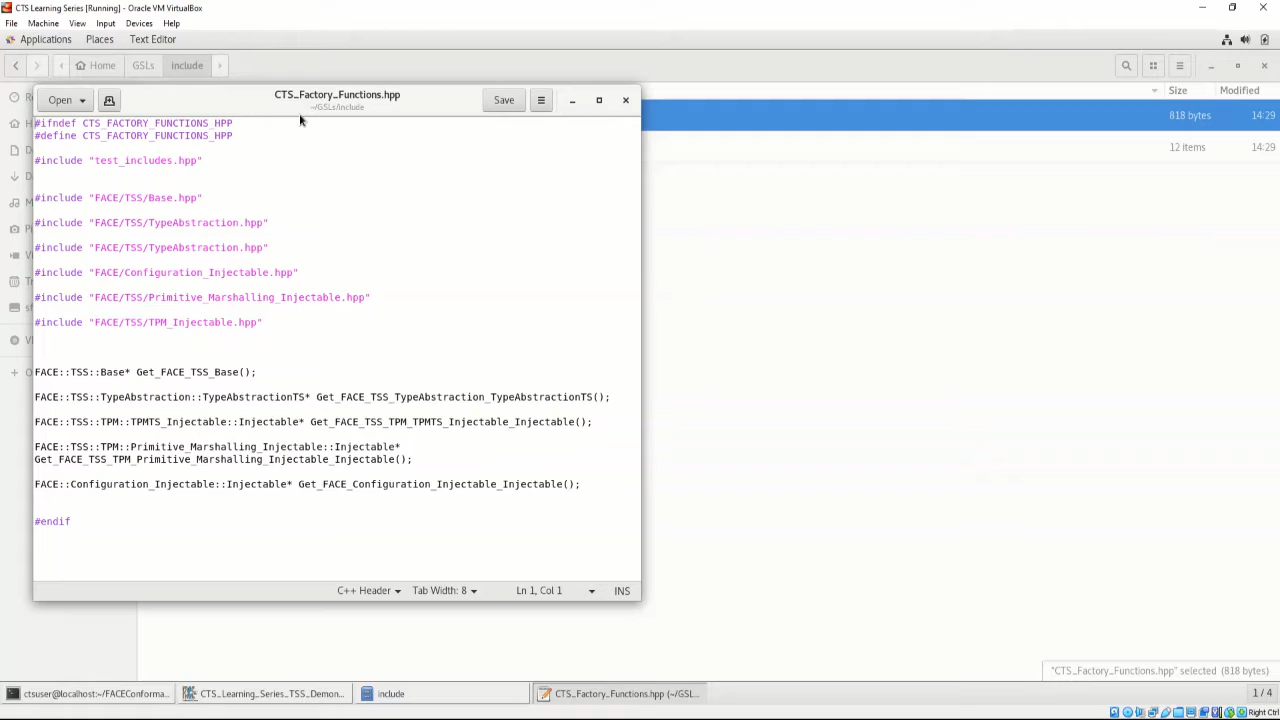 CTS Learning Series [Running] - Oracle VM VirtualBox
File Machine View Input Devices Help
Applications Places Text Editor
Home GSLs include
Open CTS_Factory_Functions.hpp Save
~/GSLs/include
Size Modified
818 bytes 14:29
12 items 14:29
#ifndef CTS_FACTORY_FUNCTIONS_HPP
#define CTS_FACTORY_FUNCTIONS_HPP
#include "test_includes.hpp"
#include "FACE/TSS/Base.hpp"
#include "FACE/TSS/TypeAbstraction.hpp"
#include "FACE/TSS/TypeAbstraction.hpp"
#include "FACE/Configuration_Injectable.hpp"
#include "FACE/TSS/Primitive_Marshalling_Injectable.hpp"
#include "FACE/TSS/TPM_Injectable.hpp"
FACE::TSS::Base* Get_FACE_TSS_Base();
FACE::TSS::TypeAbstraction::TypeAbstractionTS* Get_FACE_TSS_TypeAbstraction_TypeAbstractionTS();
FACE::TSS::TPM::TPMTS_Injectable::Injectable* Get_FACE_TSS_TPM_TPMTS_Injectable_Injectable();
FACE::TSS::TPM::Primitive_Marshalling_Injectable::Injectable*
Get_FACE_TSS_TPM_Primitive_Marshalling_Injectable_Injectable();
FACE::Configuration_Injectable::Injectable* Get_FACE_Configuration_Injectable_Injectable();
#endif
C++ Header Tab Width: 8 Ln 1, Col 1 INS
"CTS_Factory_Functions.hpp" selected (818 bytes)
ctsuser@localhost:~/FACEConforma... CTS_Learning_Series_TSS_Demon... include CTS_Factory_Functions.hpp (~/GSL... 1 / 4
Right Ctrl